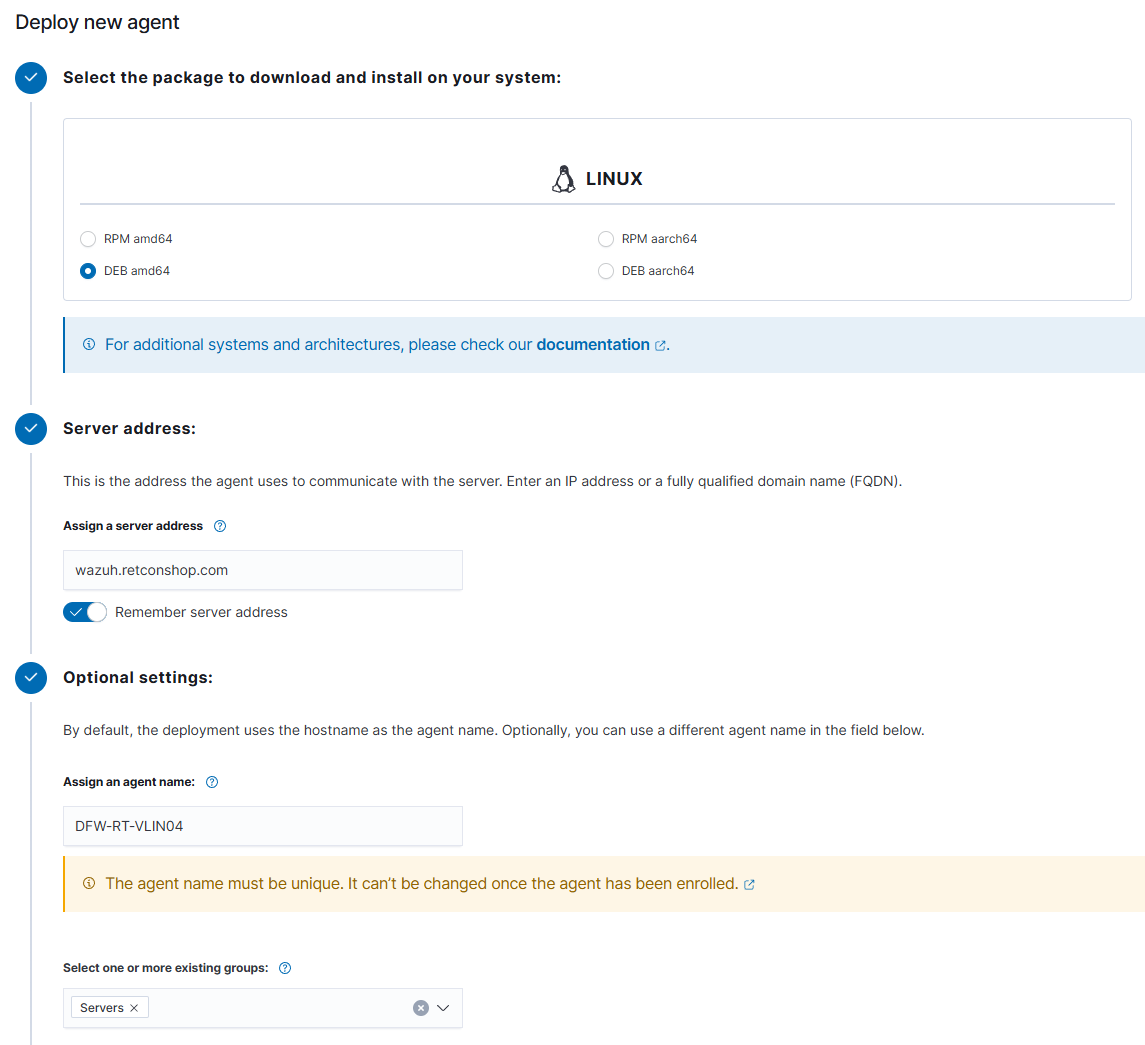 Deploy new agent
Select the package to download and install on your system:
LINUX
RPM amd64
RPM aarch64
DEB amd64
DEB aarch64
For additional systems and architectures, please check our documentation.
Server address:
This is the address the agent uses to communicate with the server. Enter an IP address or a fully qualified domain name (FQDN).
Assign a server address
wazuh.retconshop.com
Remember server address
Optional settings:
By default, the deployment uses the hostname as the agent name. Optionally, you can use a different agent name in the field below.
Assign an agent name:
DFW-RT-VLIN04
The agent name must be unique. It can’t be changed once the agent has been enrolled.
Select one or more existing groups:
Servers